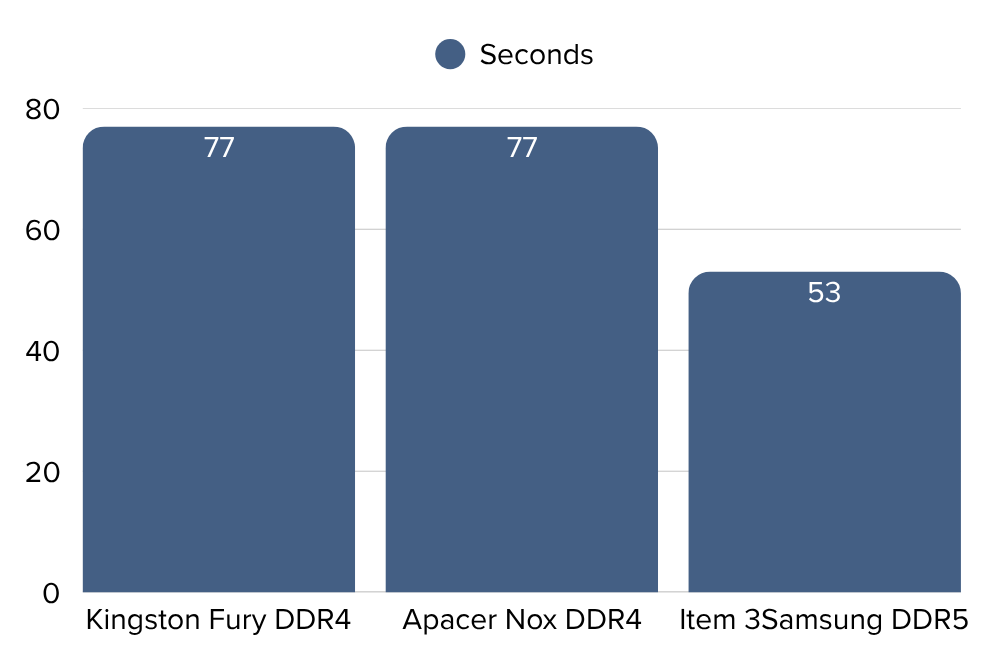 Seconds
80
77
77
60
53
40
20
0
Kingston Fury DDR4
Apacer Nox DDR4
Item 3Samsung DDR5